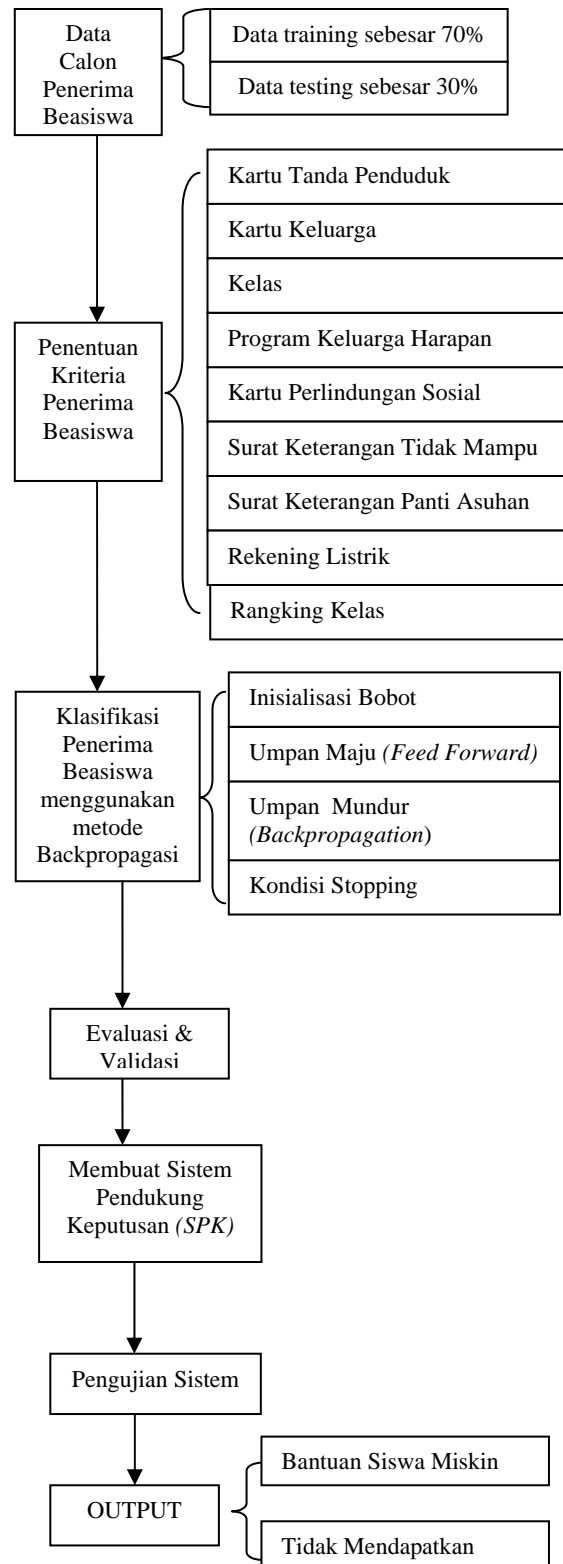 Data
Calon
Penerima
Beasiswa
Data training sebesar 70%
Data testing sebesar 30%
Penentuan
Kriteria
Penerima
Beasiswa
Kartu Tanda Penduduk
Kartu Keluarga
Kelas
Program Keluarga Harapan
Kartu Perlindungan Sosial
Surat Keterangan Tidak Mampu
Surat Keterangan Panti Asuhan
Rekening Listrik
Rangking Kelas
Klasifikasi
Penerima
Beasiswa
menggunakan
metode
Backpropagasi
Inisialisasi Bobot
Umpan Maju (Feed Forward)
Umpan Mundur
(Backpropagation)
Kondisi Stopping
Evaluasi &
Validasi
Membuat Sistem
Pendukung
Keputusan (SPK)
Pengujian Sistem
OUTPUT
Bantuan Siswa Miskin
Tidak Mendapatkan